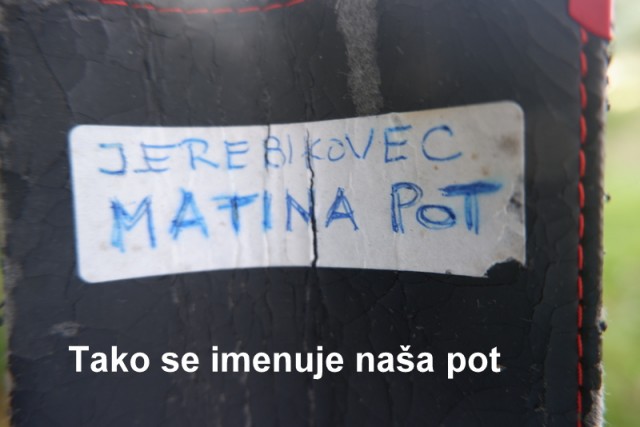 JEREBIKOVEC
MATINA POT
Tako se imenuje naša pot